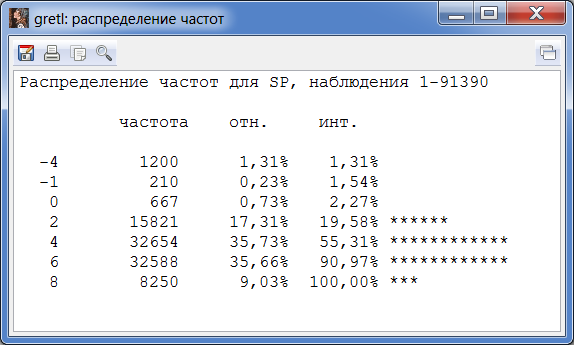 gretl: распределение частот
Распределение частот для SP, наблюдения 1-91390
частота отн. инт.
-4 1200 1,31% 1,31%
-1 210 0,23% 1,54%
0 667 0,73% 2,27%
2 15821 17,31% 19,58% ******
4 32654 35,73% 55,31% ************
6 32588 35,66% 90,97% ************
8 8250 9,03% 100,00% ***